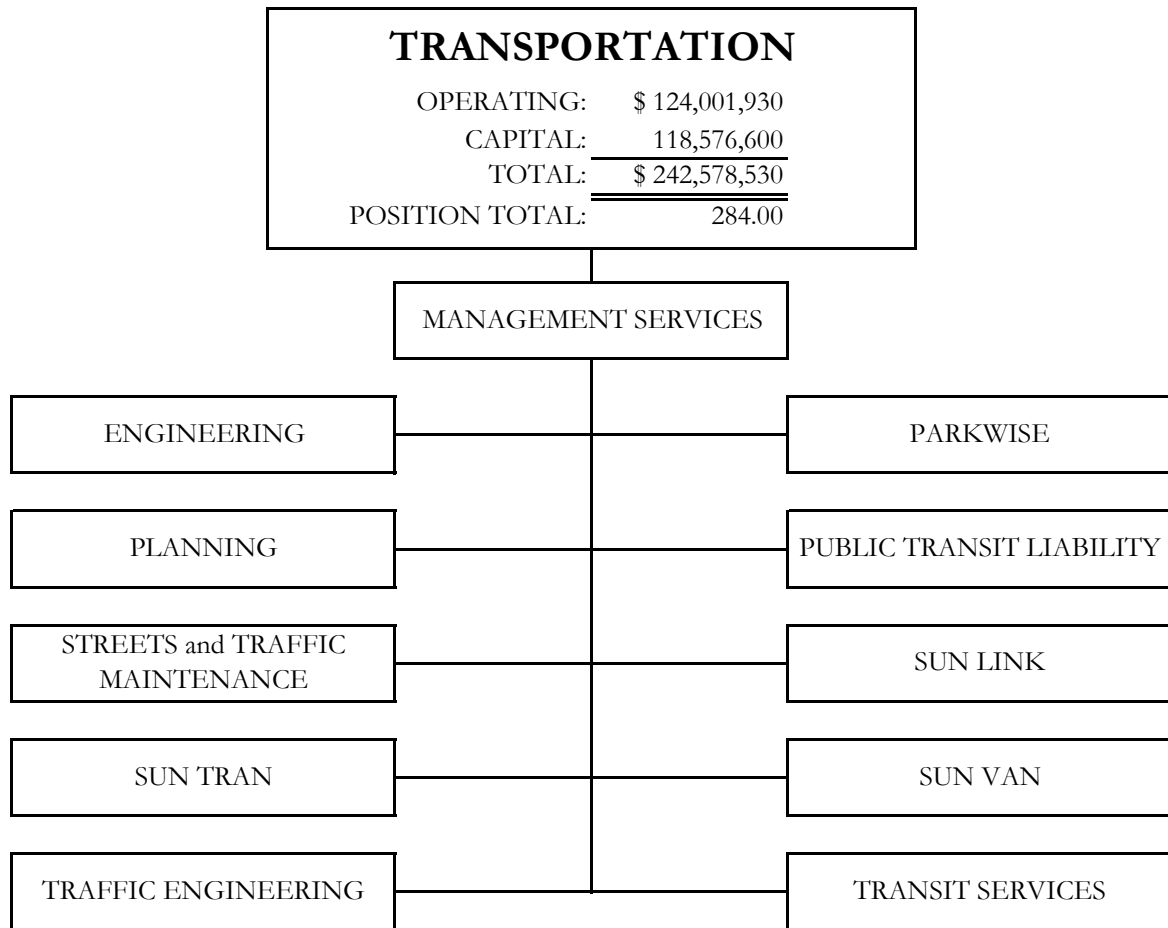 TRANSPORTATION
OPERATING: $ 124,001,930
CAPITAL: 118,576,600
TOTAL: $ 242,578,530
POSITION TOTAL: 284.00
MANAGEMENT SERVICES
ENGINEERING
PARKWISE
PLANNING
PUBLIC TRANSIT LIABILITY
STREETS and TRAFFIC
MAINTENANCE
SUN LINK
SUN TRAN
SUN VAN
TRAFFIC ENGINEERING
TRANSIT SERVICES